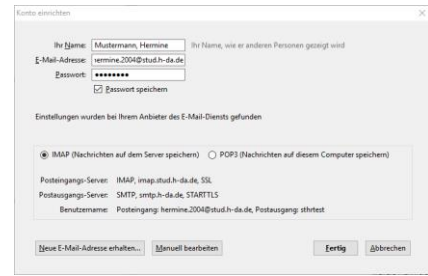 Konto einrichten
Ihr Name: Mustermann, Hermine Ihr Name, wie er anderen Personen gezeigt wird
E-Mail-Adresse: ermine.2004@stud.h-da.de
Passwort: ••••••••
Passwort speichern
Einstellungen wurden bei Ihrem Anbieter des E-Mail-Diensts gefunden
IMAP (Nachrichten auf dem Server speichern) POP3 (Nachrichten auf diesem Computer speichern)
Posteingangs-Server: IMAP, imap.stud.h-da.de, SSL
Postausgangs-Server: SMTP, smtp.h-da.de, STARTTLS
Benutzername: Posteingang: hermine.2004@stud.h-da.de, Postausgang: sthrtest
Neue E-Mail-Adresse erhalten... Manuell bearbeiten Fertig Abbrechen